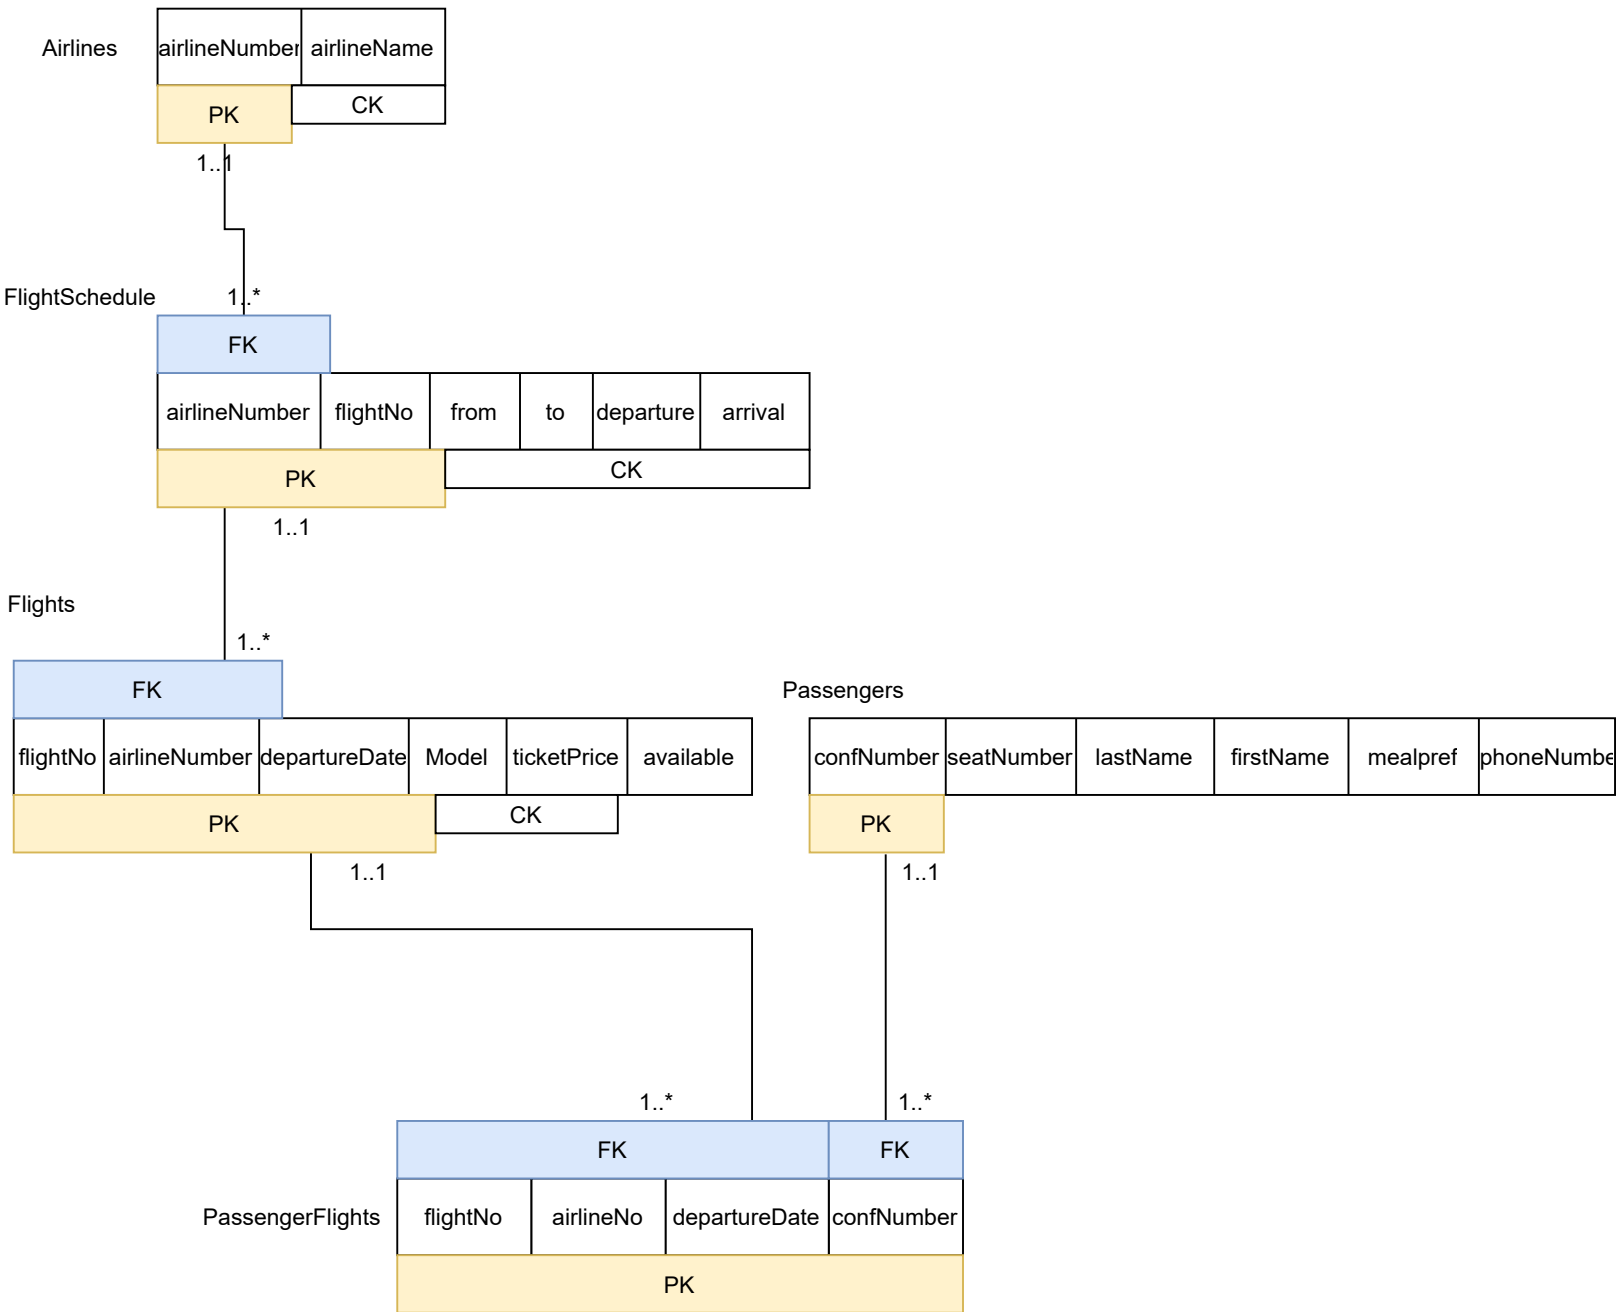 Airlines
airlineNumber airlineName
PK CK
1..1
FlightSchedule 1..*
FK
airlineNumber flightNo from to departure arrival
PK CK
1..1
Flights
1..*
FK
Passengers
flightNo airlineNumber departureDate Model ticketPrice available
confNumber seatNumber lastName firstName mealpref phoneNumbe
PK CK
PK
1..1 1..1
1..* 1..*
FK FK
PassengerFlights flightNo airlineNo departureDate confNumber
PK